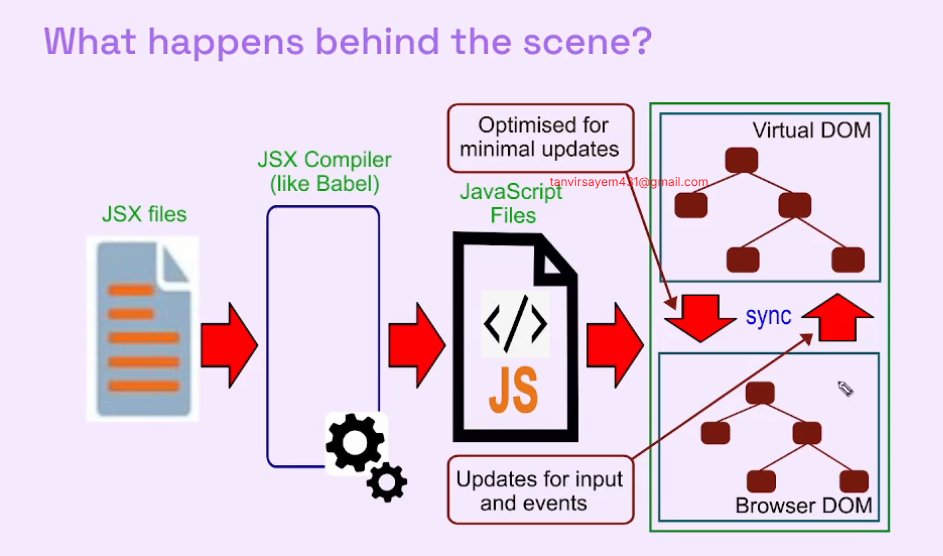 What happens behind the scene?
JSX files
JSX Compiler
(like Babel)
Optimised for
minimal updates
tanvirsayem431@gmail.com
JavaScript
Files
</>
JS
Updates for input
and events
Virtual DOM
sync
Browser DOM